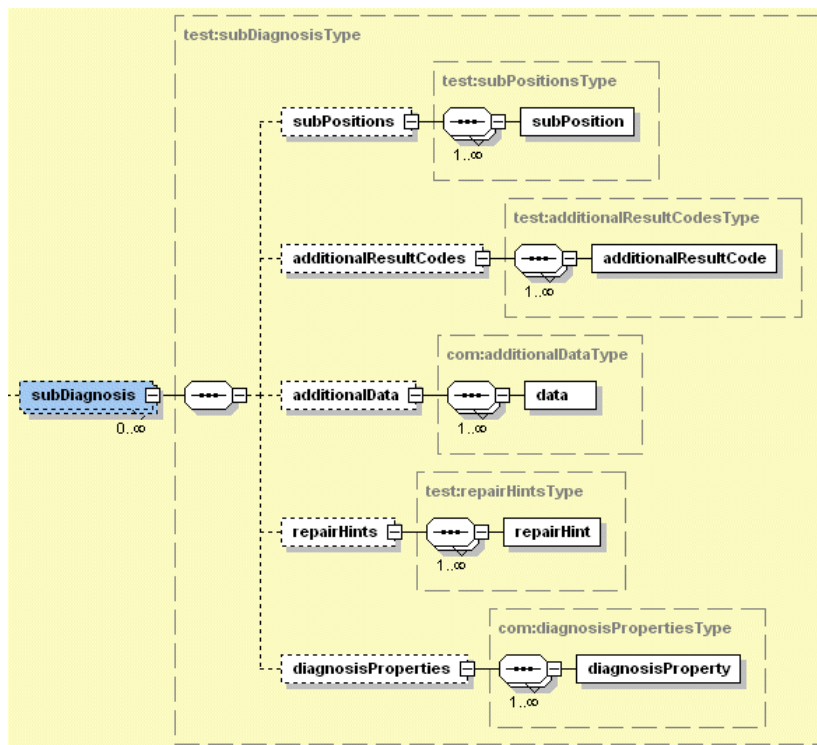 test:subDiagnosisType
test:subPositionsType
subPositions
subPosition
1..∞
test:additionalResultCodesType
additionalResultCodes
additionalResultCode
1..∞
com:additionalDataType
subDiagnosis
additionalData
data
0..∞
1..∞
test:repairHintsType
repairHints
repairHint
1..∞
com:diagnosisPropertiesType
diagnosisProperties
diagnosisProperty
1..∞